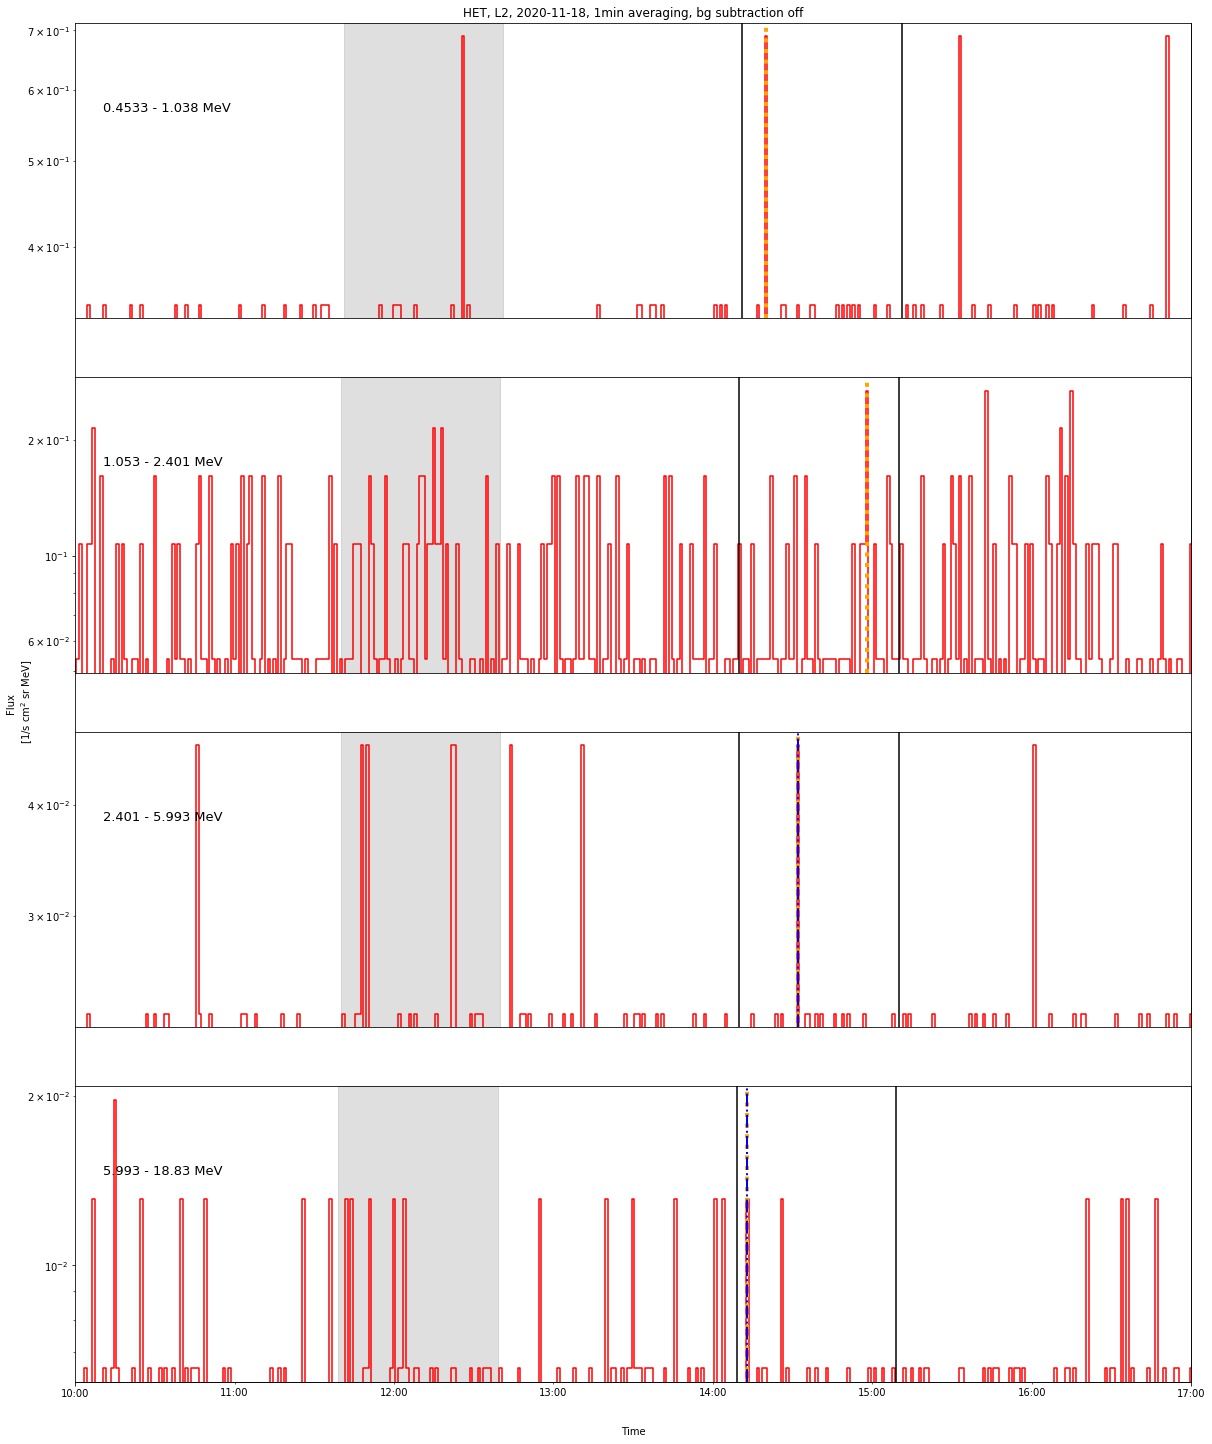 HET, L2, 2020-11-18, 1min averaging, bg subtraction off
7 × 10⁻¹
6 × 10⁻¹
0.4533 - 1.038 MeV
5 × 10⁻¹
4 × 10⁻¹
2 × 10⁻¹
1.053 - 2.401 MeV
10⁻¹
6 × 10⁻²
Flux
[1/s cm² sr MeV]
4 × 10⁻²
2.401 - 5.993 MeV
3 × 10⁻²
2 × 10⁻²
5.993 - 18.83 MeV
10⁻²
10:00 11:00 12:00 13:00 14:00 15:00 16:00 17:00
Time